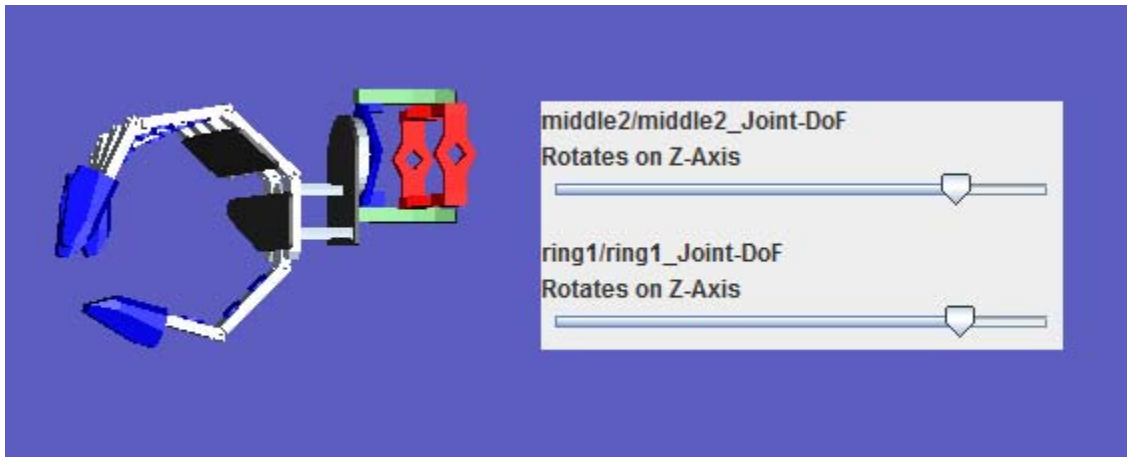 middle2/middle2_Joint-DoF
Rotates on Z-Axis
ring1/ring1_Joint-DoF
Rotates on Z-Axis